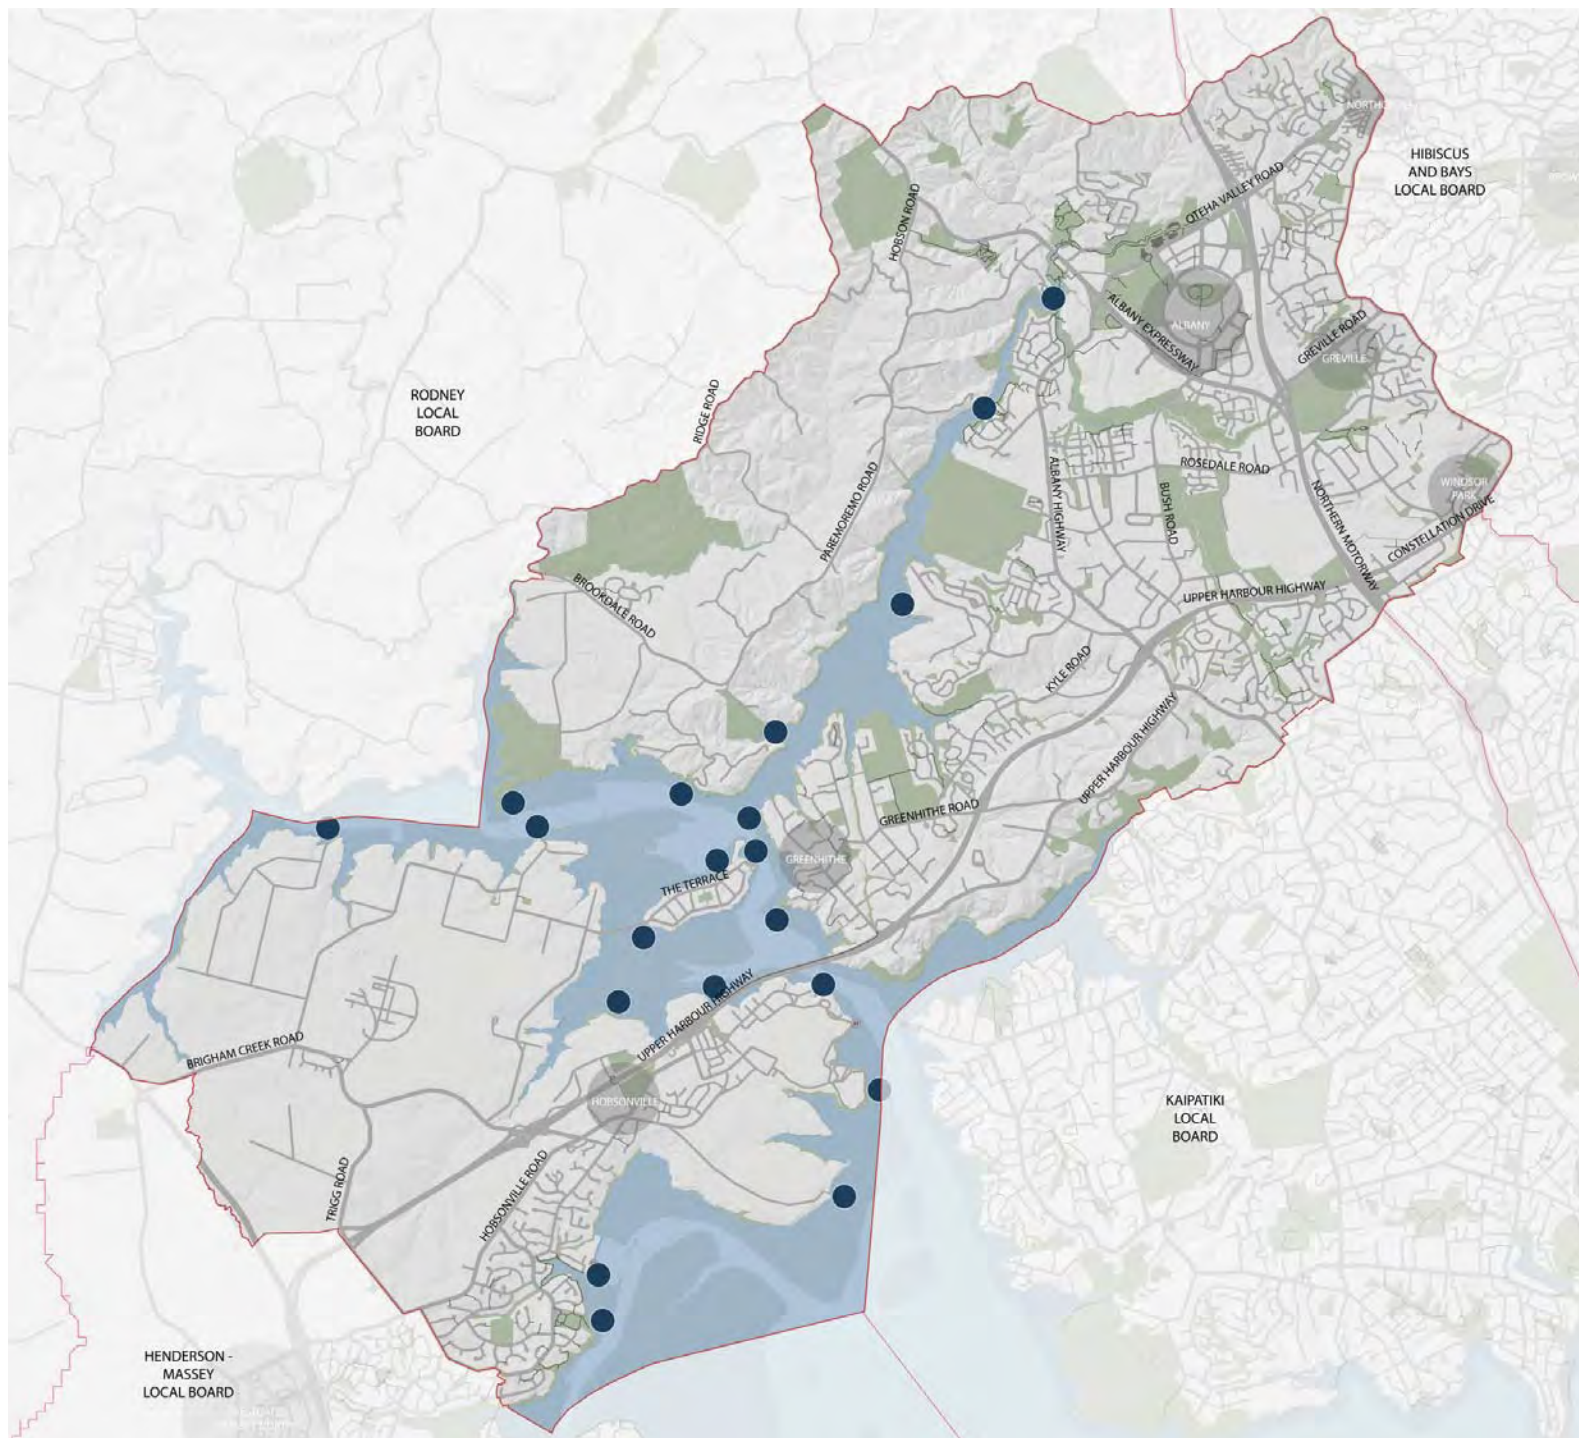 NORTHCROSS
HIBISCUS
AND BAYS
LOCAL BOARD
OTEHA VALLEY ROAD
HOBSON ROAD
ALBANY EXPRESSWAY
ALBANY
GREVILLE ROAD
GREVILLE
RODNEY
LOCAL
BOARD
RIDGE ROAD
ROSEDALE ROAD
ALBANY HIGHWAY
BUSH ROAD
NORTHERN MOTORWAY
WINDSOR
PARK
CONSTELLATION DRIVE
PAREMOREMO ROAD
BROOKDALE ROAD
UPPER HARBOUR HIGHWAY
KYLE ROAD
UPPER HARBOUR HIGHWAY
GREENHITHE ROAD
GREENHITHE
THE TERRACE
UPPER HARBOUR HIGHWAY
BRIGHAM CREEK ROAD
HOBSONVILLE
KAIPATIKI
LOCAL
BOARD
TRIGG ROAD
HOBSONVILLE ROAD
HENDERSON -
MASSEY
LOCAL BOARD